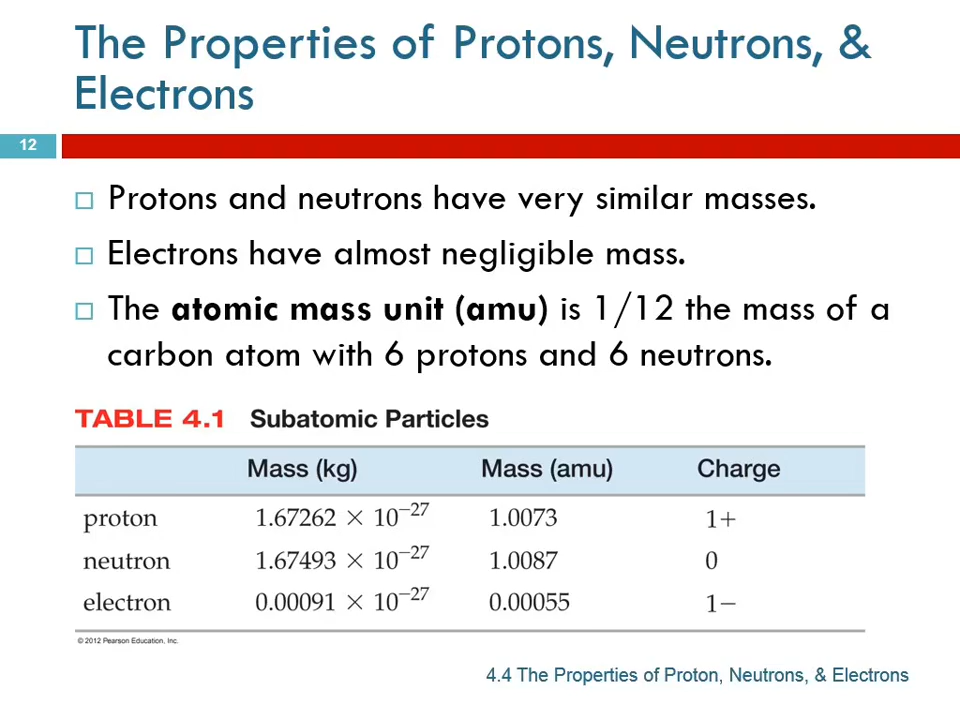 The Properties of Protons, Neutrons, &
Electrons
12
Protons and neutrons have very similar masses.
Electrons have almost negligible mass.
The atomic mass unit (amu) is 1/12 the mass of a
carbon atom with 6 protons and 6 neutrons.
TABLE 4.1 Subatomic Particles
Mass (kg) Mass (amu) Charge
proton 1.67262 × 10⁻²⁷ 1.0073 1+
neutron 1.67493 × 10⁻²⁷ 1.0087 0
electron 0.00091 × 10⁻²⁷ 0.00055 1−
© 2012 Pearson Education, Inc.
4.4 The Properties of Proton, Neutrons, & Electrons